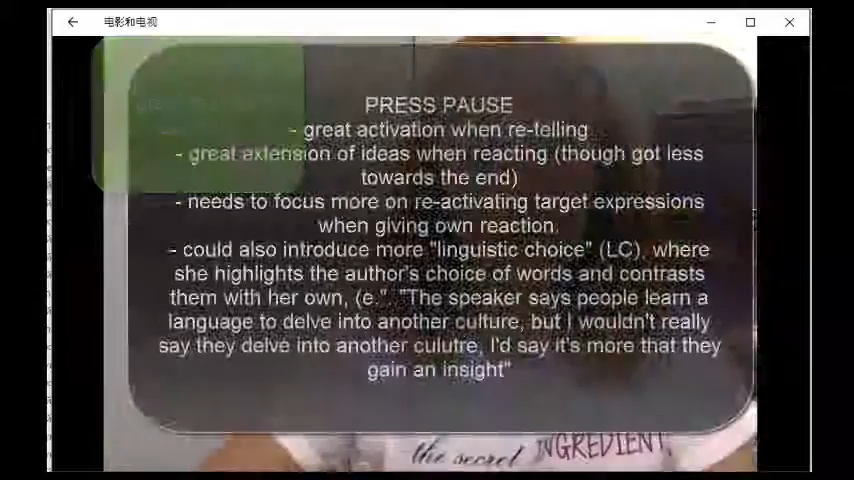 电影和电视
PRESS PAUSE
- great activation when re-telling
- great extension of ideas when reacting (though got less
towards the end)
- needs to focus more on re-activating target expressions
when giving own reaction.
- could also introduce more "linguistic choice" (LC), where
she highlights the author's choice of words and contrasts
them with her own, (e.". "The speaker says people learn a
language to delve into another culture, but I wouldn't really
say they delve into another culutre, I'd say it's more that they
gain an insight"
the secret INGREDIENT